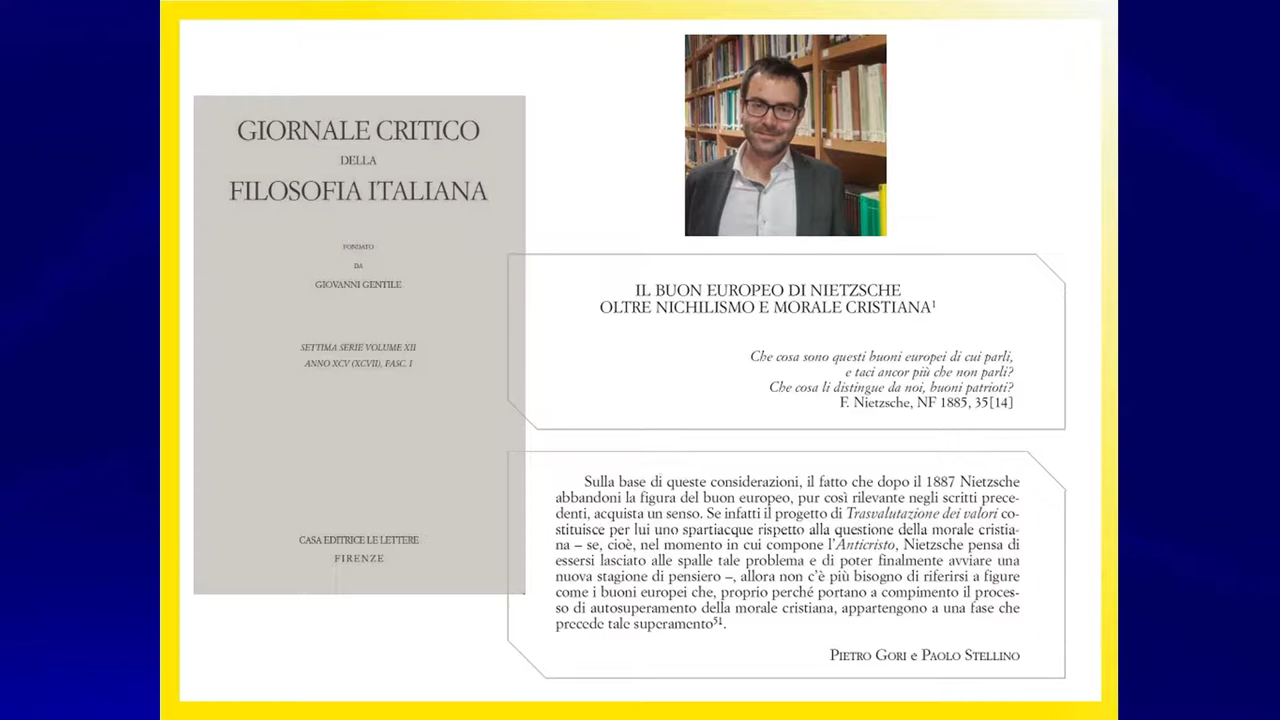 GIORNALE CRITICO
DELLA
FILOSOFIA ITALIANA
FONDATO
DA
GIOVANNI GENTILE
SETTIMA SERIE VOLUME XII
ANNO XCV (XCVII), FASC. I
CASA EDITRICE LE LETTERE
FIRENZE
IL BUON EUROPEO DI NIETZSCHE
OLTRE NICHILISMO E MORALE CRISTIANA¹
Che cosa sono questi buoni europei di cui parli,
e taci ancor più che non parli?
Che cosa li distingue da noi, buoni patrioti?
F. Nietzsche, NF 1885, 35[14]
Sulla base di queste considerazioni, il fatto che dopo il 1887 Nietzsche
abbandoni la figura del buon europeo, pur così rilevante negli scritti prece-
denti, acquista un senso. Se infatti il progetto di Trasvalutazione dei valori co-
stituisce per lui uno spartiacque rispetto alla questione della morale cristia-
na – se, cioè, nel momento in cui compone l'Anticristo, Nietzsche pensa di
essersi lasciato alle spalle tale problema e di poter finalmente avviare una
nuova stagione di pensiero –, allora non c'è più bisogno di riferirsi a figure
come i buoni europei che, proprio perché portano a compimento il proces-
so di autosuperamento della morale cristiana, appartengono a una fase che
precede tale superamento⁵¹.
PIETRO GORI e PAOLO STELLINO